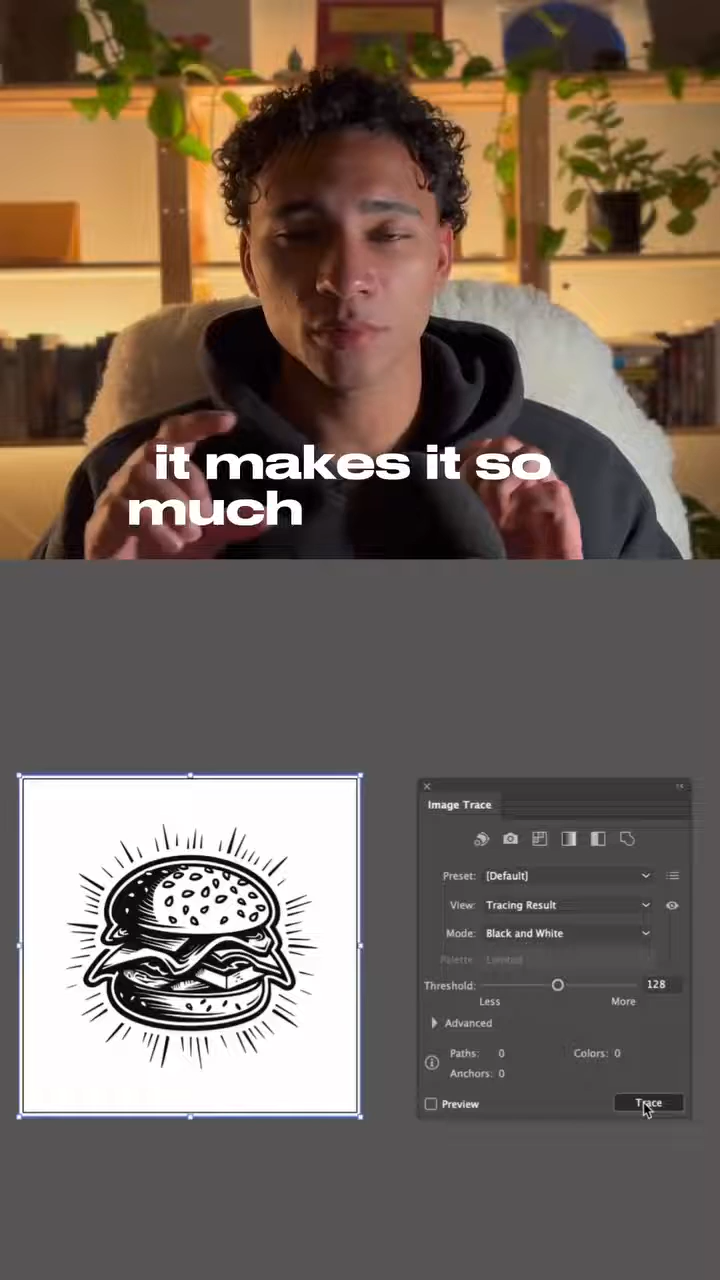 it makes it so
much
Image Trace
Preset: [Default]
View: Tracing Result
Mode: Black and White
Palette: Limited
Threshold: 128
Less More
Advanced
Paths: 0 Colors: 0
Anchors: 0
Preview Trace